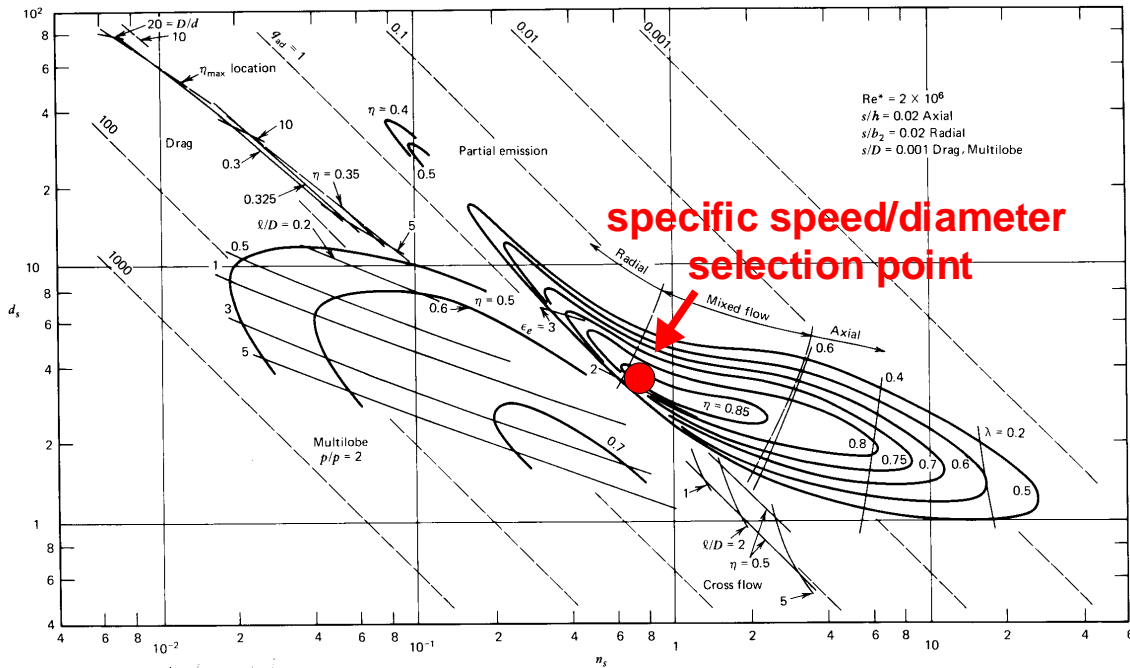 10²
20 = D/d
10
q_ad = 1
0.1
0.01
0.001
8
6
η_max location
Re* = 2 × 10⁶
s/h = 0.02 Axial
s/b₂ = 0.02 Radial
s/D = 0.001 Drag, Multilobe
4
100
10
η = 0.4
Drag
Partial emission
0.3
0.5
η = 0.35
2
0.325
ℓ/D = 0.2
5
specific speed/diameter
selection point
0.5
1000
1
10
Radial
8
Mixed flow
η = 0.5
d_s
3
0.6
ϵ_e = 3
Axial
6
0.6
5
4
2
0.4
η = 0.85
λ = 0.2
Multilobe
p/p = 2
0.7
0.8
0.75
0.7
0.6
0.5
2
1
1
ℓ/D = 2
8
η = 0.5
6
Cross flow
5
4
4 6 8 10⁻² 2 4 6 8 10⁻¹ 2 4 6 8 1 2 4 6 8 10 2 4 6
n_s